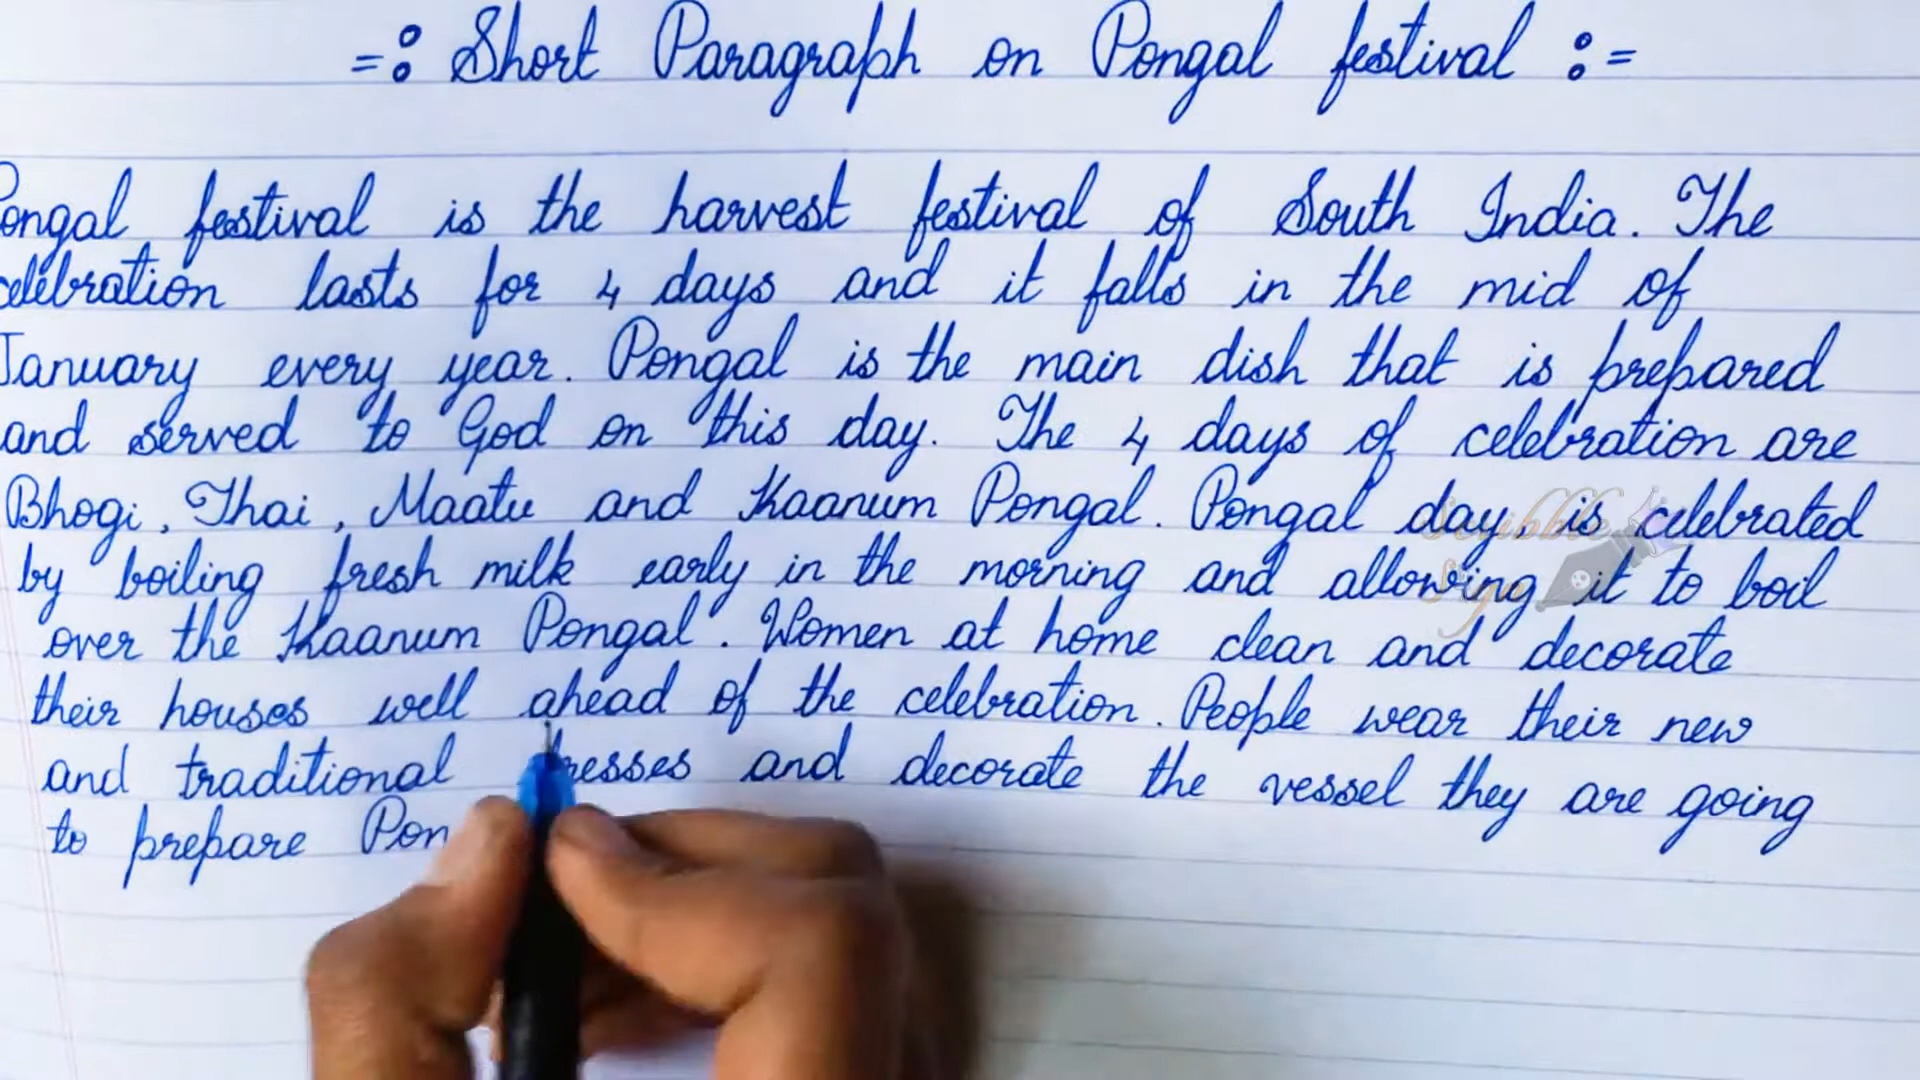 =: Short Paragraph on Pongal festival :=
Pongal festival is the harvest festival of South India. The
celebration lasts for 4 days and it falls in the mid of
January every year. Pongal is the main dish that is prepared
and served to God on this day. The 4 days of celebration are
Bhogi, Thai, Maatu and Kaanum Pongal. Pongal day is celebrated
by boiling fresh milk early in the morning and allowing it to boil
over the Kaanum Pongal. Women at home clean and decorate
their houses well ahead of the celebration. People wear their new
and traditional dresses and decorate the vessel they are going
to prepare Pon
Scribble